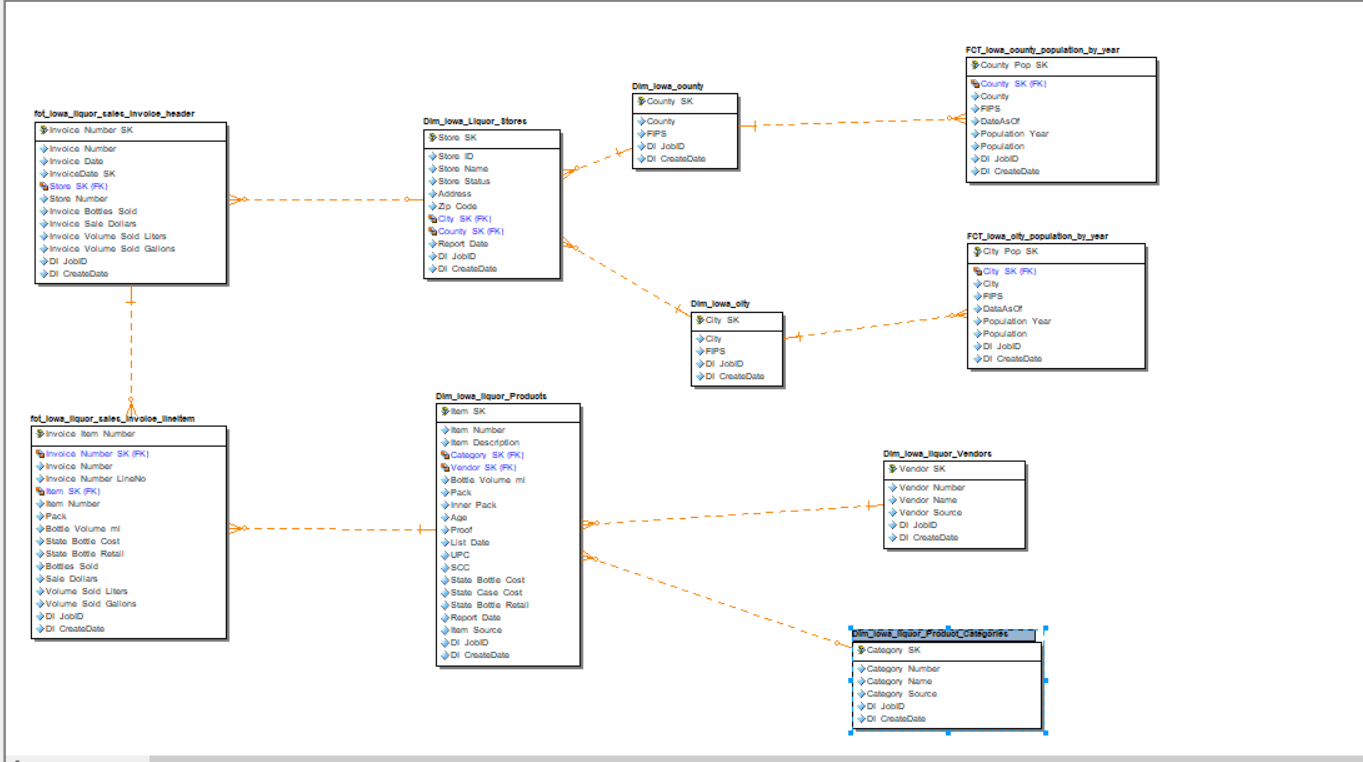 fct_iowa_liquor_sales_invoice_header
Invoice Number SK
Invoice Number
Invoice Date
InvoiceDate SK
Store SK (FK)
Store Number
Invoice Bottles Sold
Invoice Sale Dollars
Invoice Volume Sold Liters
Invoice Volume Sold Gallons
DI JobID
DI CreateDate
Dim_Iowa_Liquor_Stores
Store SK
Store ID
Store Name
Store Status
Address
Zip Code
City SK (FK)
County SK (FK)
Report Date
DI JobID
DI CreateDate
Dim_iowa_county
County SK
County
FIPS
DI JobID
DI CreateDate
FCT_iowa_county_population_by_year
County Pop SK
County SK (FK)
County
FIPS
DateAsOf
Population Year
Population
DI JobID
DI CreateDate
FCT_iowa_city_population_by_year
City Pop SK
City SK (FK)
City
FIPS
DataAsOf
Population Year
Population
DI JobID
DI CreateDate
Dim_iowa_city
City SK
City
FIPS
DI JobID
DI CreateDate
fct_iowa_liquor_sales_invoice_lineitem
Invoice Item Number
Invoice Number SK (FK)
Invoice Number
Invoice Number LineNo
Item SK (FK)
Item Number
Pack
Bottle Volume ml
State Bottle Cost
State Bottle Retail
Bottles Sold
Sale Dollars
Volume Sold Liters
Volume Sold Gallons
DI JobID
DI CreateDate
Dim_iowa_liquor_Products
Item SK
Item Number
Item Description
Category SK (FK)
Vendor SK (FK)
Bottle Volume ml
Pack
Inner Pack
Age
Proof
List Date
UPC
SCC
State Bottle Cost
State Case Cost
State Bottle Retail
Report Date
Item Source
DI JobID
DI CreateDate
Dim_iowa_liquor_Vendors
Vendor SK
Vendor Number
Vendor Name
Vendor Source
DI JobID
DI CreateDate
Dim_iowa_liquor_Product_Categories
Category SK
Category Number
Category Name
Category Source
DI JobID
DI CreateDate